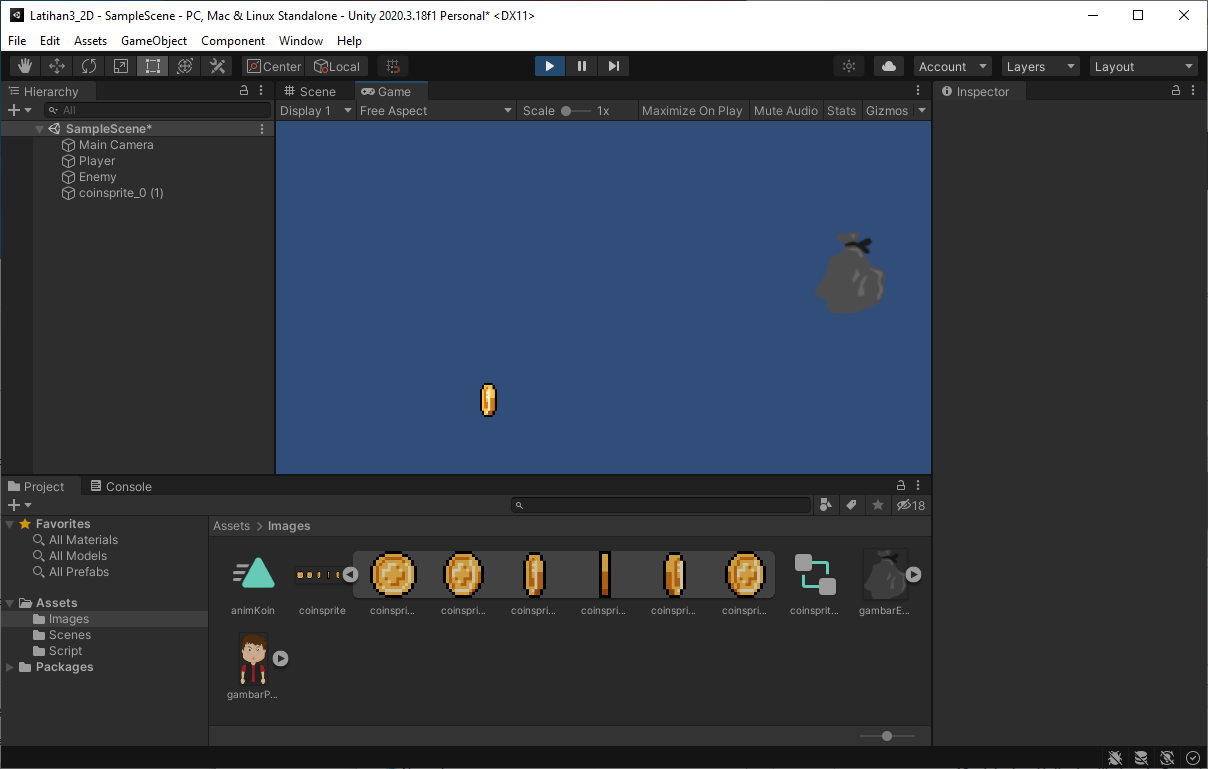 Latihan3_2D - SampleScene - PC, Mac & Linux Standalone - Unity 2020.3.18f1 Personal* <DX11>
File Edit Assets GameObject Component Window Help
Center Local Account Layers Layout
Hierarchy Scene Game Inspector
All Display 1 Free Aspect Scale 1x Maximize On Play Mute Audio Stats Gizmos
SampleScene*
Main Camera
Player
Enemy
coinsprite_0 (1)
Project Console
18
Favorites
All Materials
All Models
All Prefabs
Assets
Images
Scenes
Script
Packages
Assets > Images
animKoin coinsprite coinspri... coinspri... coinspri... coinspri... coinspri... coinspri... coinsprit... gambarE...
gambarP...